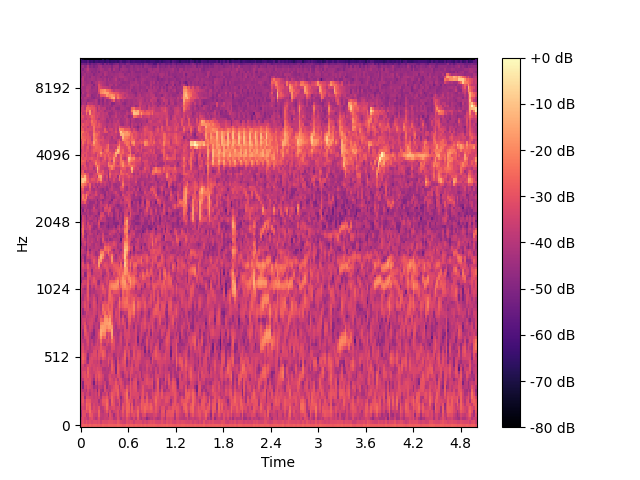 8192
4096
2048
1024
512
0
Hz
0 0.6 1.2 1.8 2.4 3 3.6 4.2 4.8
Time
+0 dB
-10 dB
-20 dB
-30 dB
-40 dB
-50 dB
-60 dB
-70 dB
-80 dB